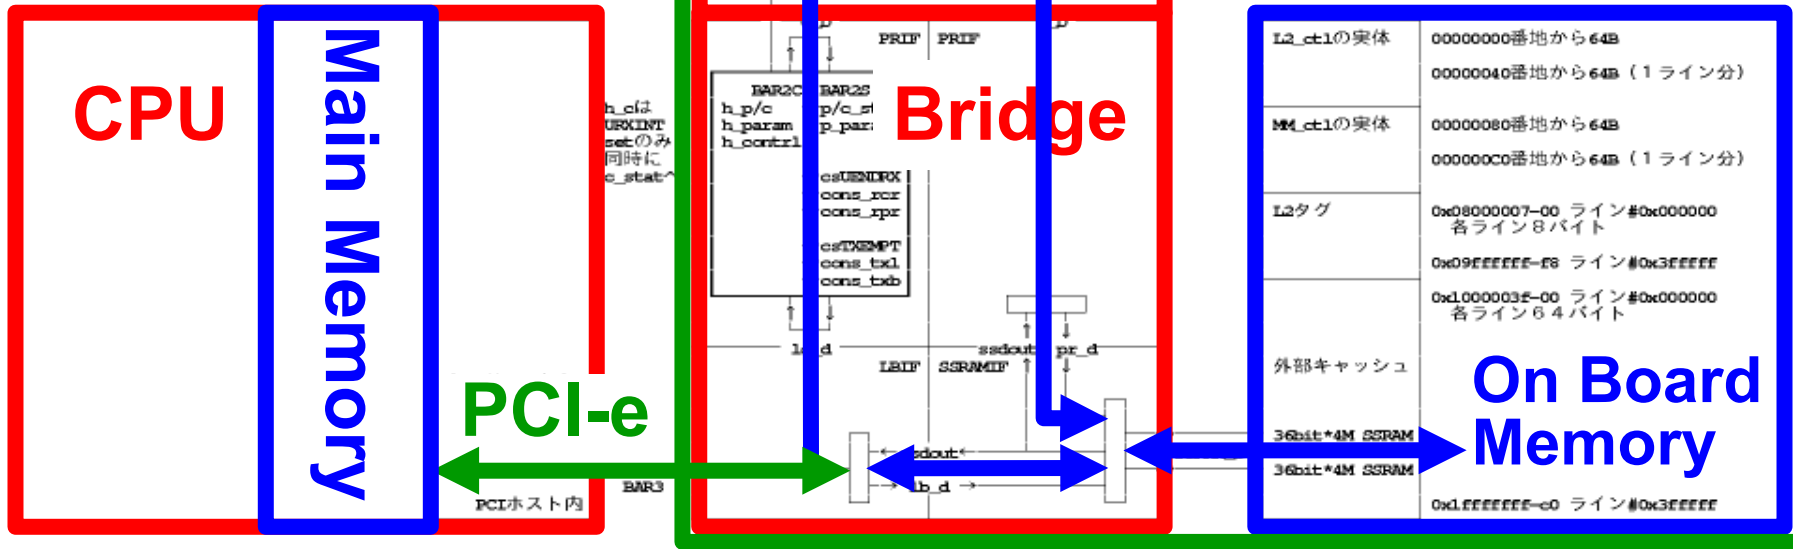 CPU
Main Memory
h_cは
URXINT
setのみ
同時に
c_stat^
PCI-e
BAR3
PCIホスト内
PRIF PRIF
BAR2C BAR2S
h_p/c p/c_st
h_param p_para
h_contrl
Bridge
csUENDRX
cons_rcr
cons_rpr
csTXEMPT
cons_txl
cons_txb
ssdout pr_d
LBIF SSRAMIF
sdout
lb_d
L2_ctlの実体 00000000番地から64B
00000040番地から64B (1ライン分)
MM_ctlの実体 00000080番地から64B
000000C0番地から64B (1ライン分)
L2タグ 0x08000007-00 ライン#0x000000
各ライン8バイト
0x09ffffff-f8 ライン#0x3fffff
0x1000003f-00 ライン#0x000000
各ライン64バイト
外部キャッシュ
On Board
Memory
36bit*4M SSRAM
36bit*4M SSRAM
0x1fffffff-c0 ライン#0x3fffff